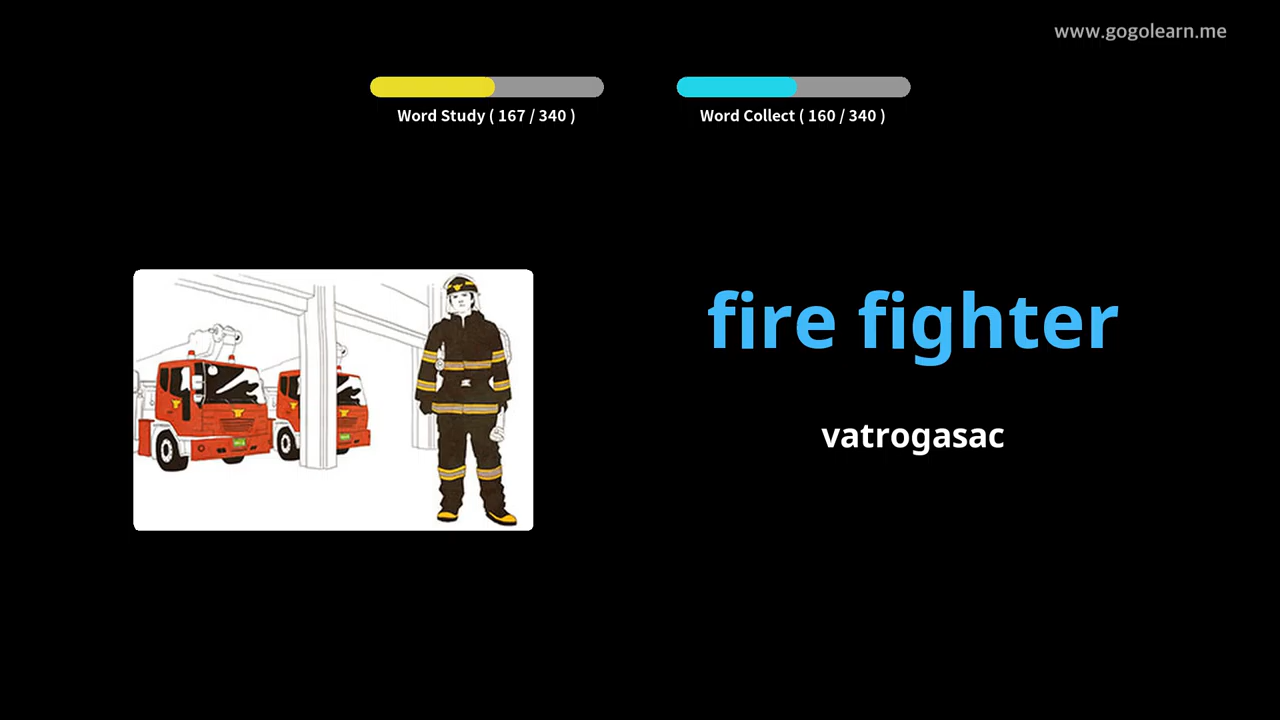 www.gogolearn.me
Word Study ( 167 / 340 )
Word Collect ( 160 / 340 )
fire fighter
vatrogasac